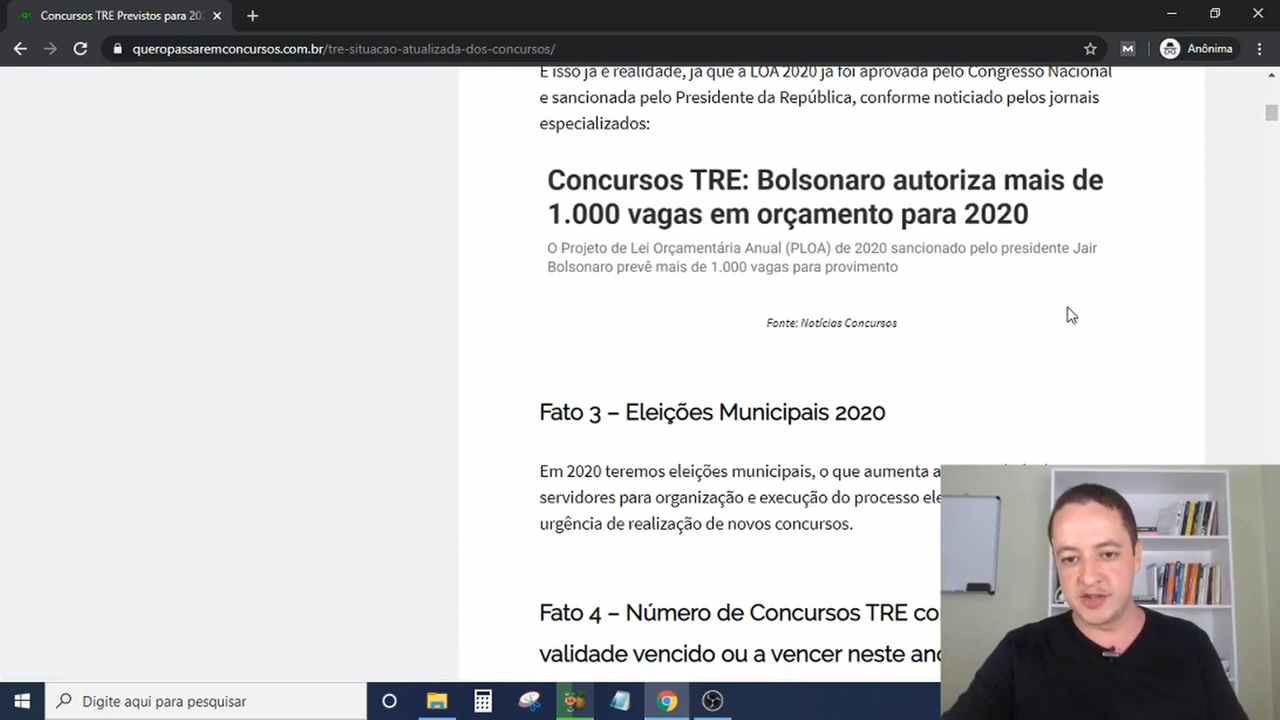 Concursos TRE Previstos para 202
queropassaremconcursos.com.br/tre-situacao-atualizada-dos-concursos/
Anônima
E isso já é realidade, já que a LOA 2020 já foi aprovada pelo Congresso Nacional
e sancionada pelo Presidente da República, conforme noticiado pelos jornais
especializados:
Concursos TRE: Bolsonaro autoriza mais de
1.000 vagas em orçamento para 2020
O Projeto de Lei Orçamentária Anual (PLOA) de 2020 sancionado pelo presidente Jair
Bolsonaro prevê mais de 1.000 vagas para provimento
Fonte: Notícias Concursos
Fato 3 – Eleições Municipais 2020
Em 2020 teremos eleições municipais, o que aumenta a
servidores para organização e execução do processo ele
urgência de realização de novos concursos.
Fato 4 – Número de Concursos TRE co
validade vencido ou a vencer neste
Digite aqui para pesquisar